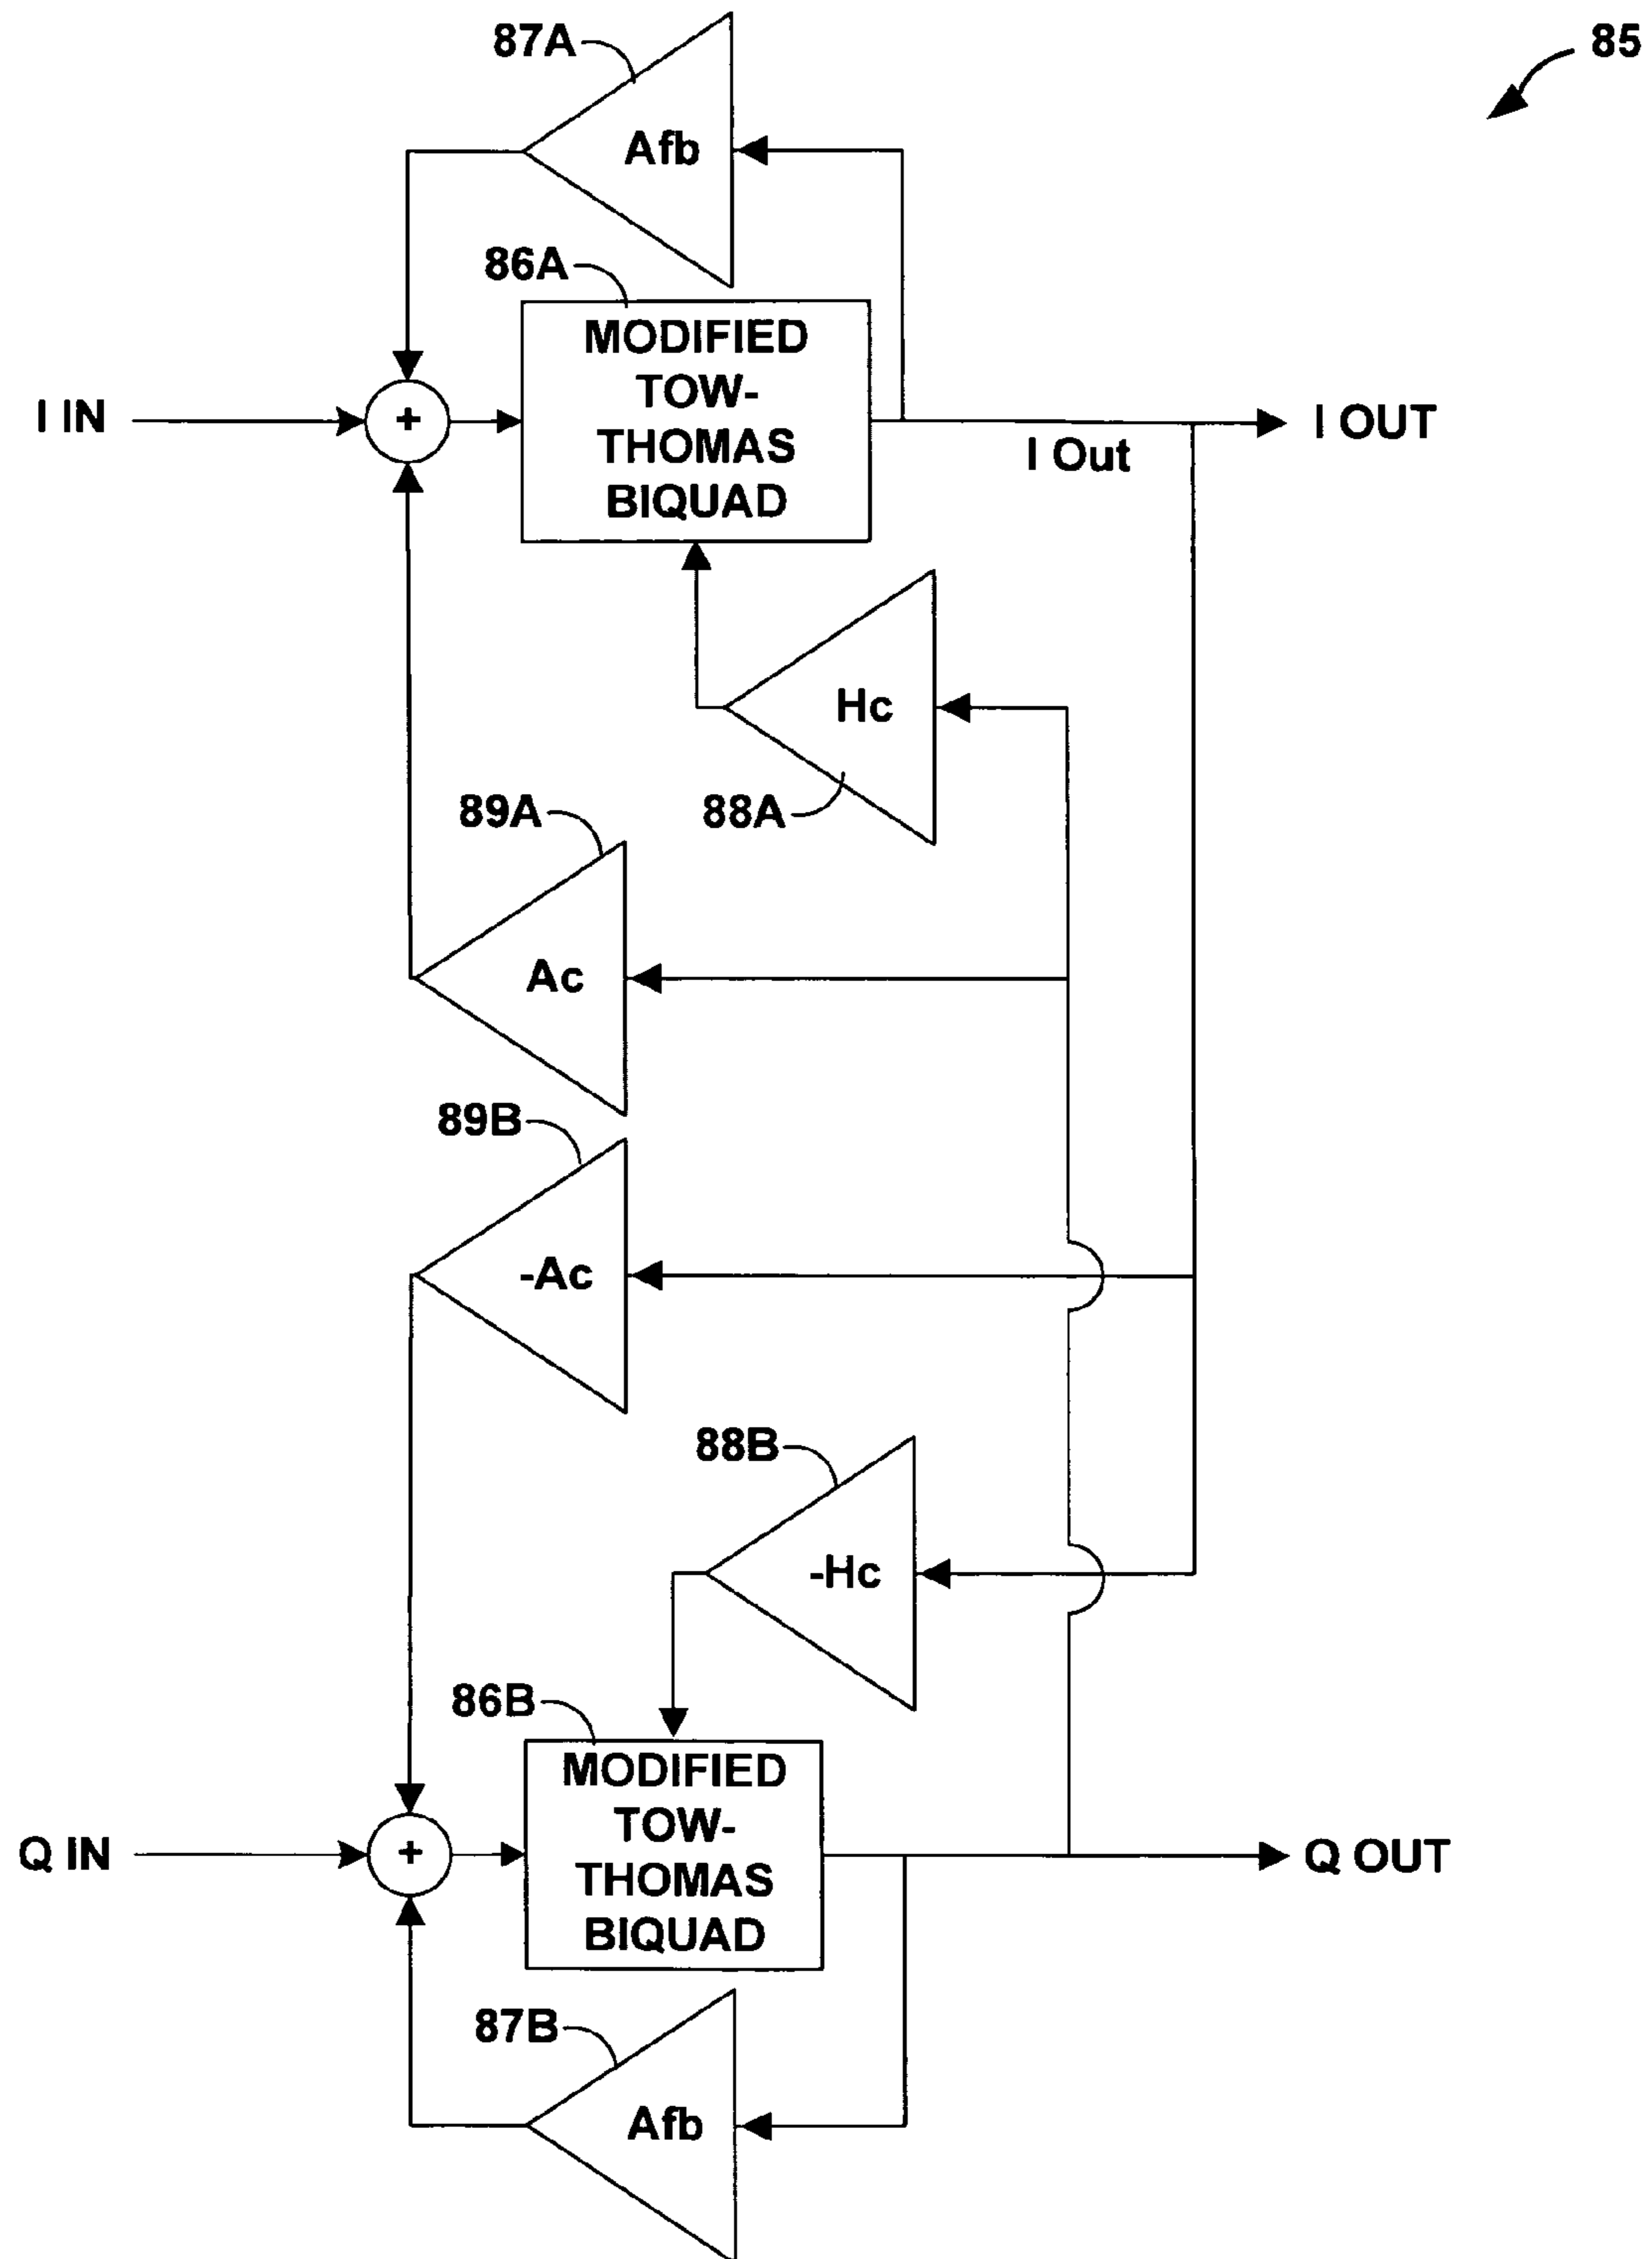 87A
85
Afb
86A
MODIFIED
TOW-
THOMAS
BIQUAD
I IN
+
I OUT
I Out
Hc
88A
89A
Ac
89B
-Ac
88B
-Hc
86B
MODIFIED
TOW-
THOMAS
BIQUAD
Q IN
+
Q OUT
87B
Afb